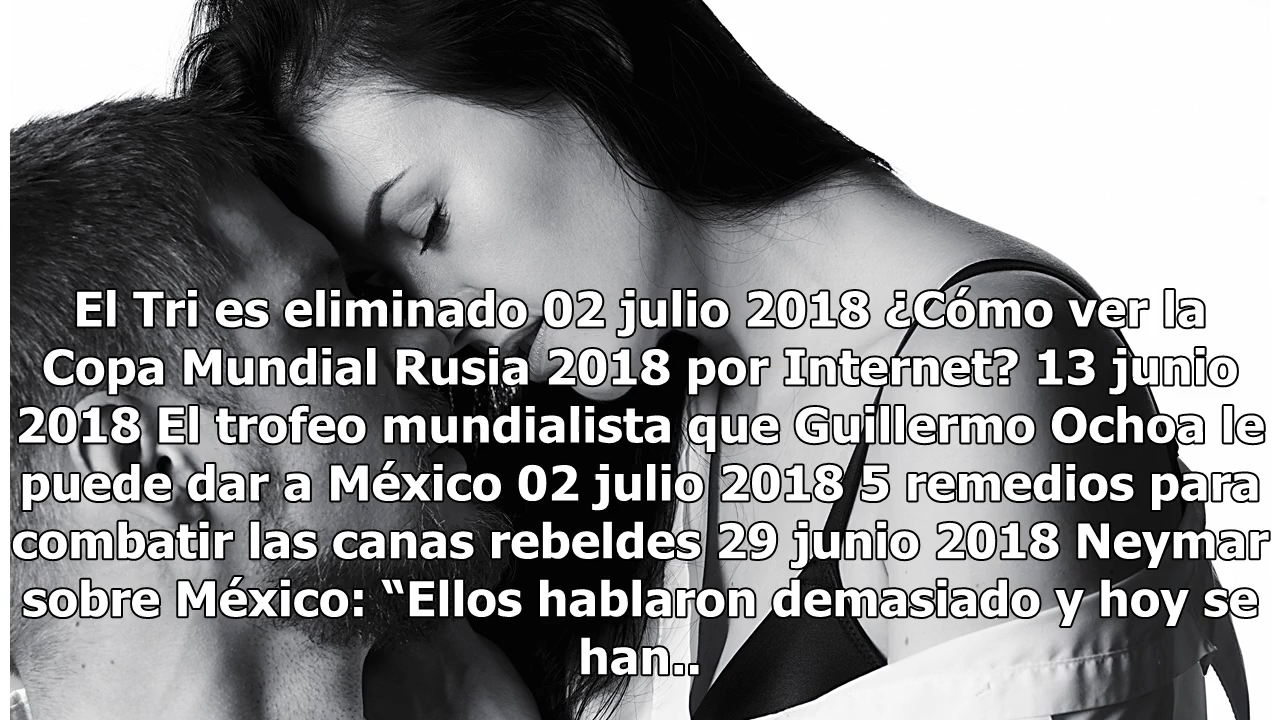 El Tri es eliminado 02 julio 2018 ¿Cómo ver la
Copa Mundial Rusia 2018 por Internet? 13 junio
2018 El trofeo mundialista que Guillermo Ochoa le
puede dar a México 02 julio 2018 5 remedios para
combatir las canas rebeldes 29 junio 2018 Neymar
sobre México: “Ellos hablaron demasiado y hoy se
han..